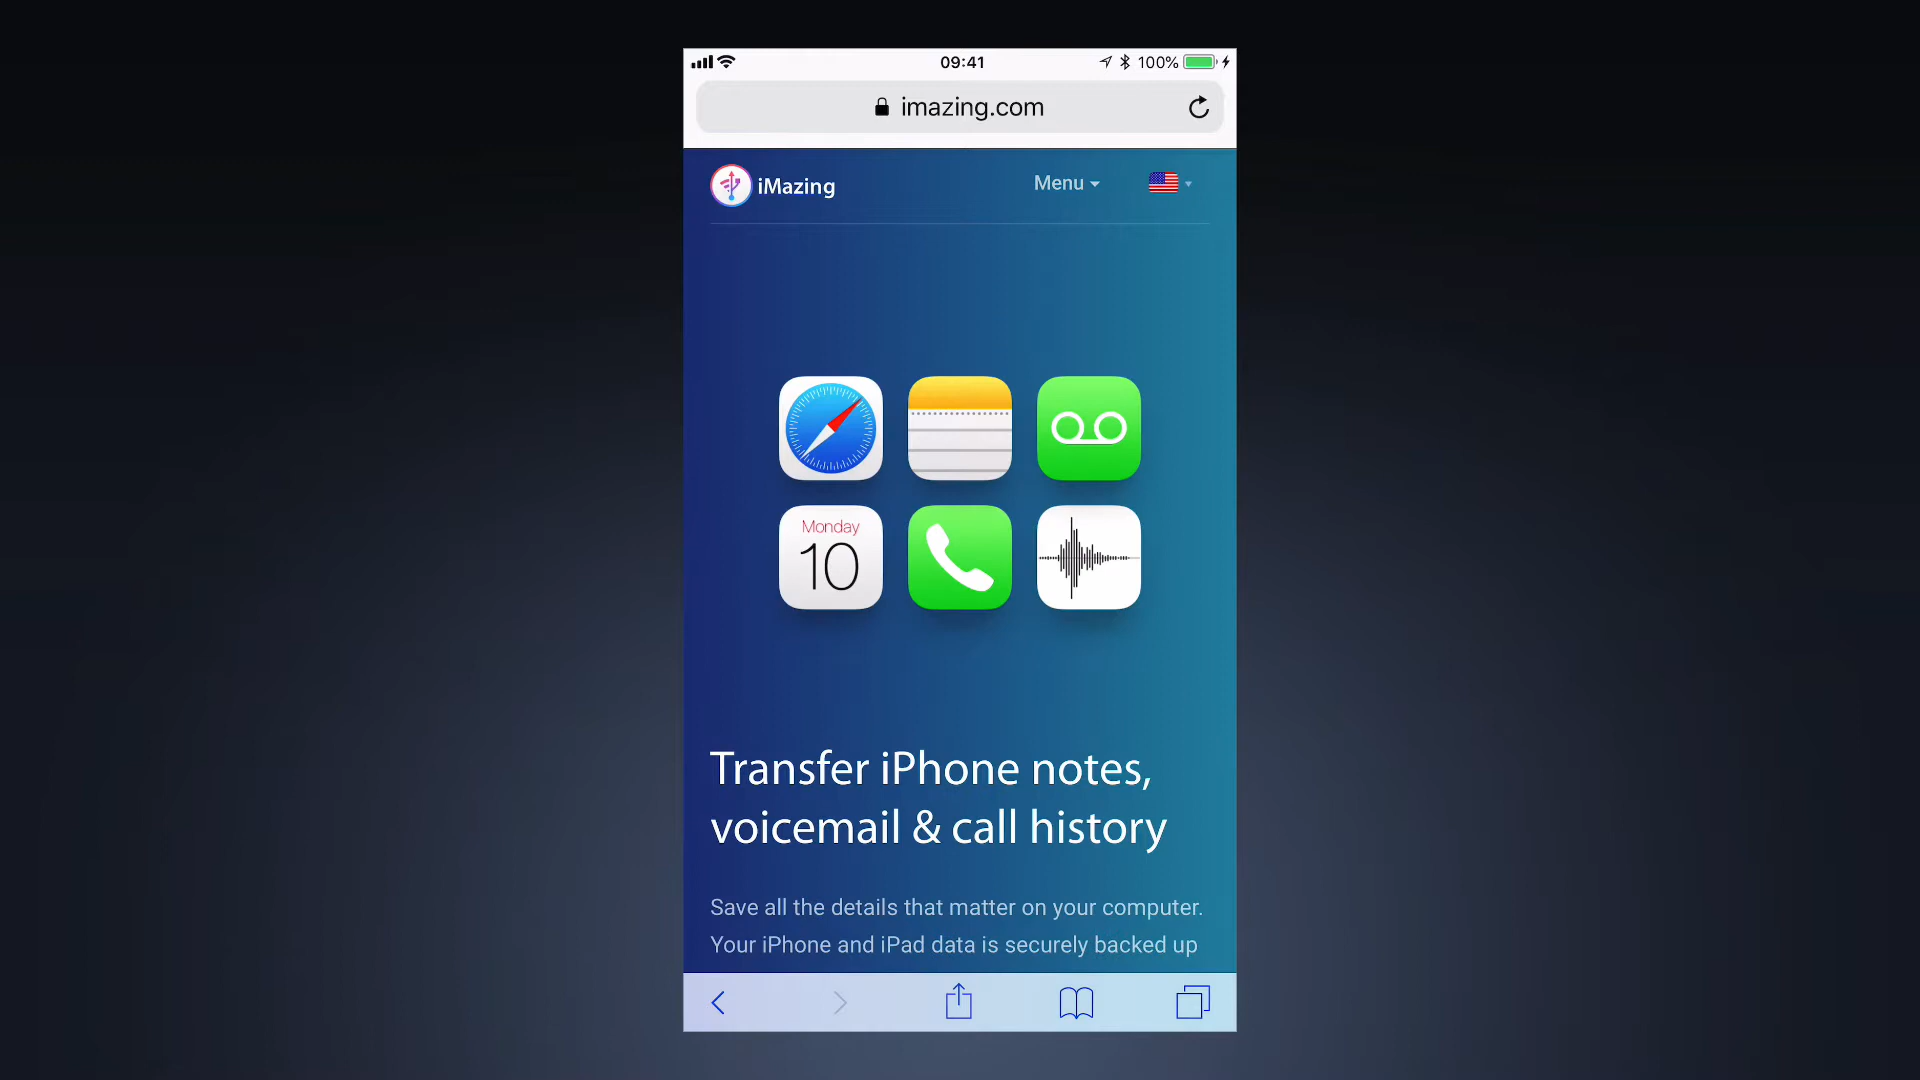 09:41
100%
imazing.com
iMazing
Menu
Monday
10
Transfer iPhone notes,
voicemail & call history
Save all the details that matter on your computer.
Your iPhone and iPad data is securely backed up